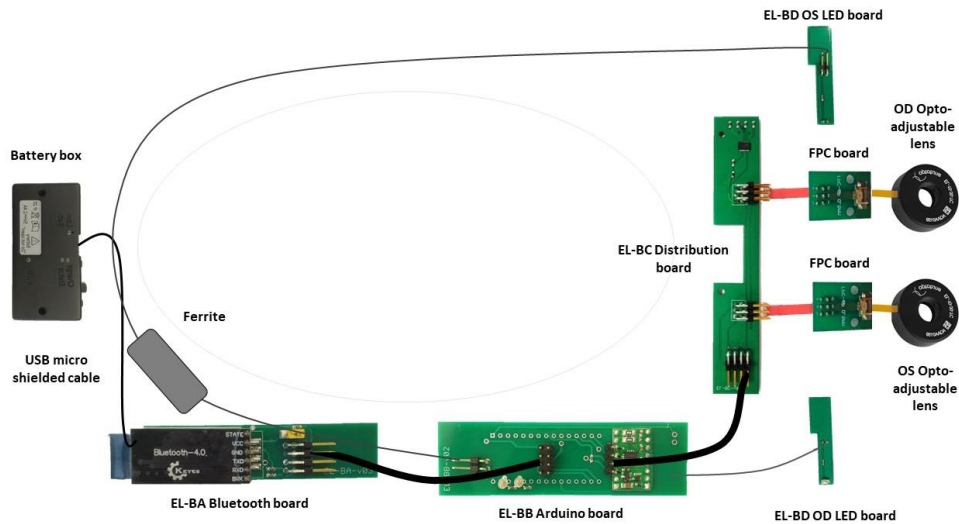 EL-BD OS LED board
OD Opto-
adjustable
lens
Battery box
FPC board
EL-BC Distribution
board
FPC board
Ferrite
USB micro
shielded cable
OS Opto-
adjustable
lens
STATE
VCC
GND
TXD
RXD
Bluetooth-4.0
KEYES
EL-BA Bluetooth board
EL-BB Arduino board
EL-BD OD LED board